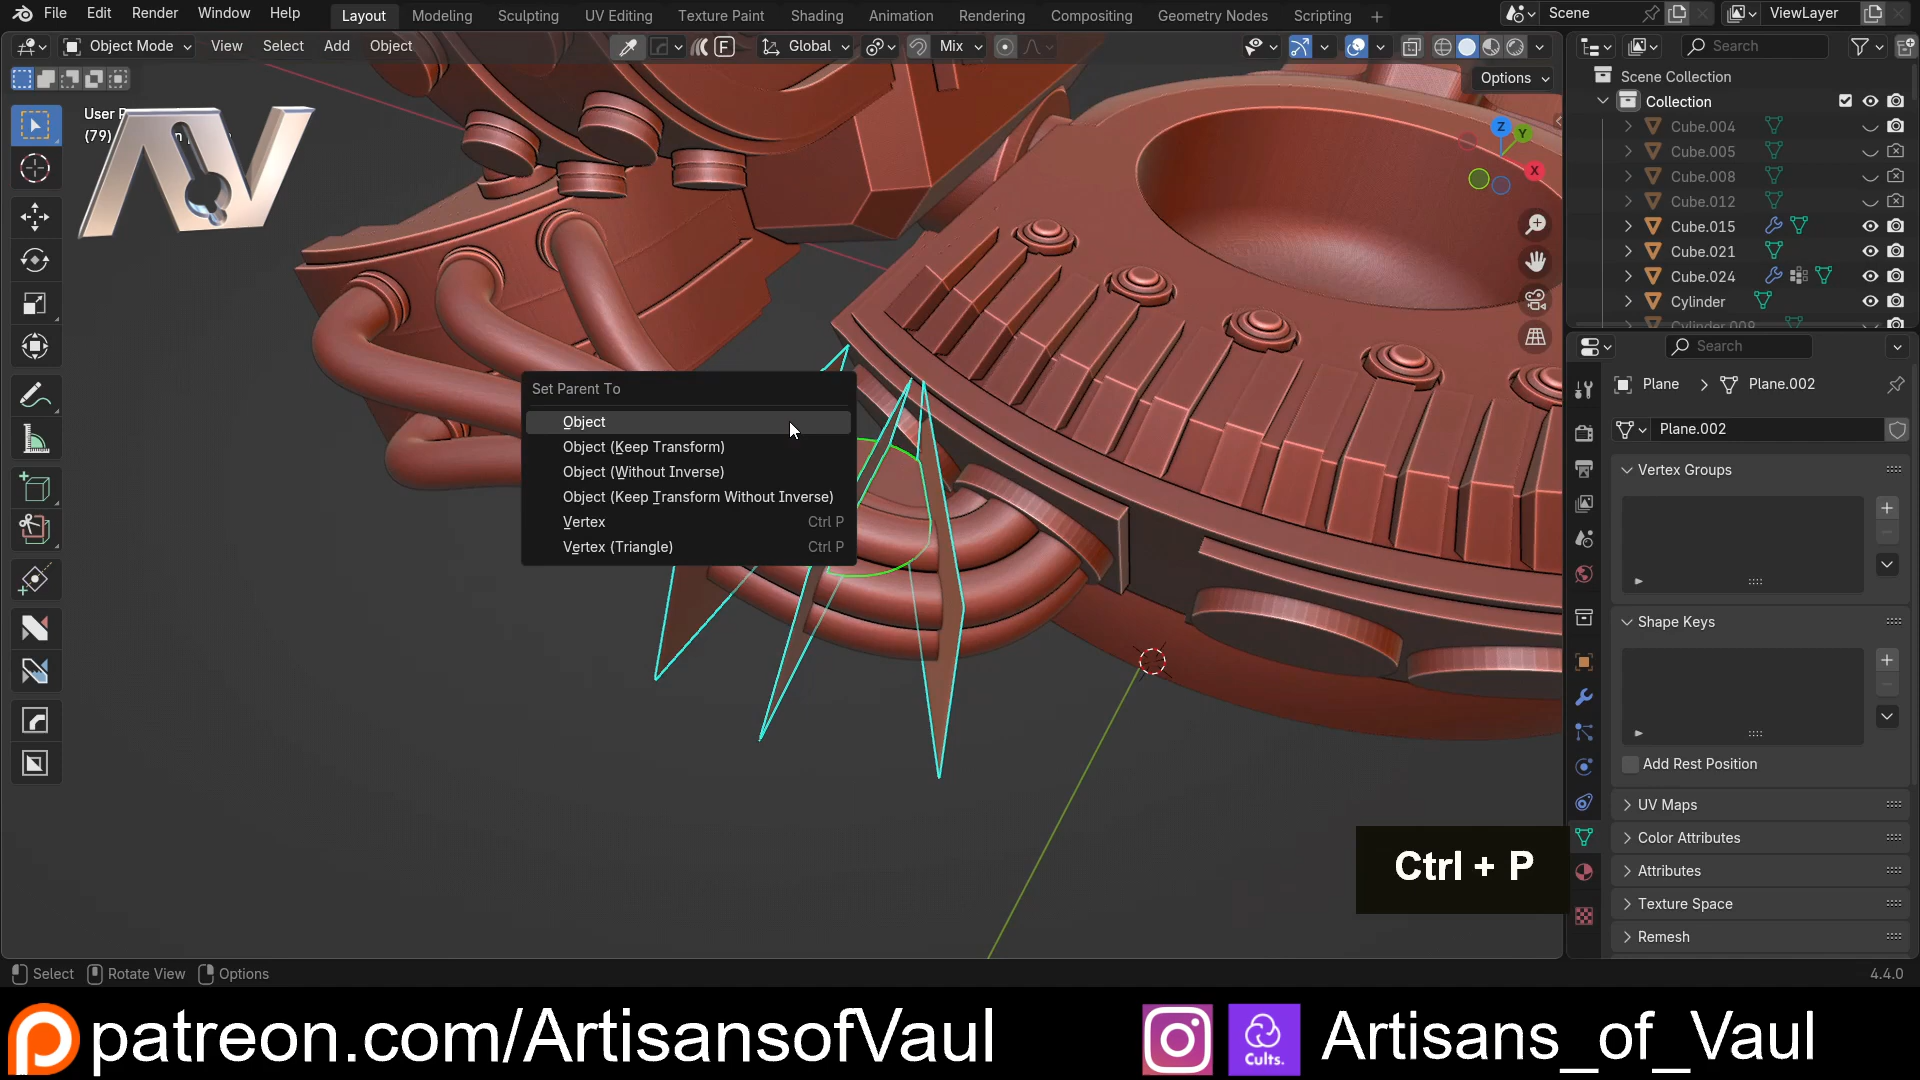 File Edit Render Window Help Layout Modeling Sculpting UV Editing Texture Paint Shading Animation Rendering Compositing Geometry Nodes Scripting + Scene ViewLayer
Object Mode View Select Add Object Global Mix Search
Options
Scene Collection
Collection
Cube.004
Cube.005
Cube.008
Cube.012
Cube.015
Cube.021
Cube.024
Cylinder
Cylinder.009
User P
(79)
Z
Y
X
Set Parent To
Object
Object (Keep Transform)
Object (Without Inverse)
Object (Keep Transform Without Inverse)
Vertex Ctrl P
Vertex (Triangle) Ctrl P
Search
Plane > Plane.002
Plane.002
Vertex Groups
Shape Keys
Add Rest Position
UV Maps
Color Attributes
Attributes
Texture Space
Remesh
Ctrl + P
Select Rotate View Options 4.4.0
patreon.com/ArtisansofVaul
Cults.
Artisans_of_Vaul